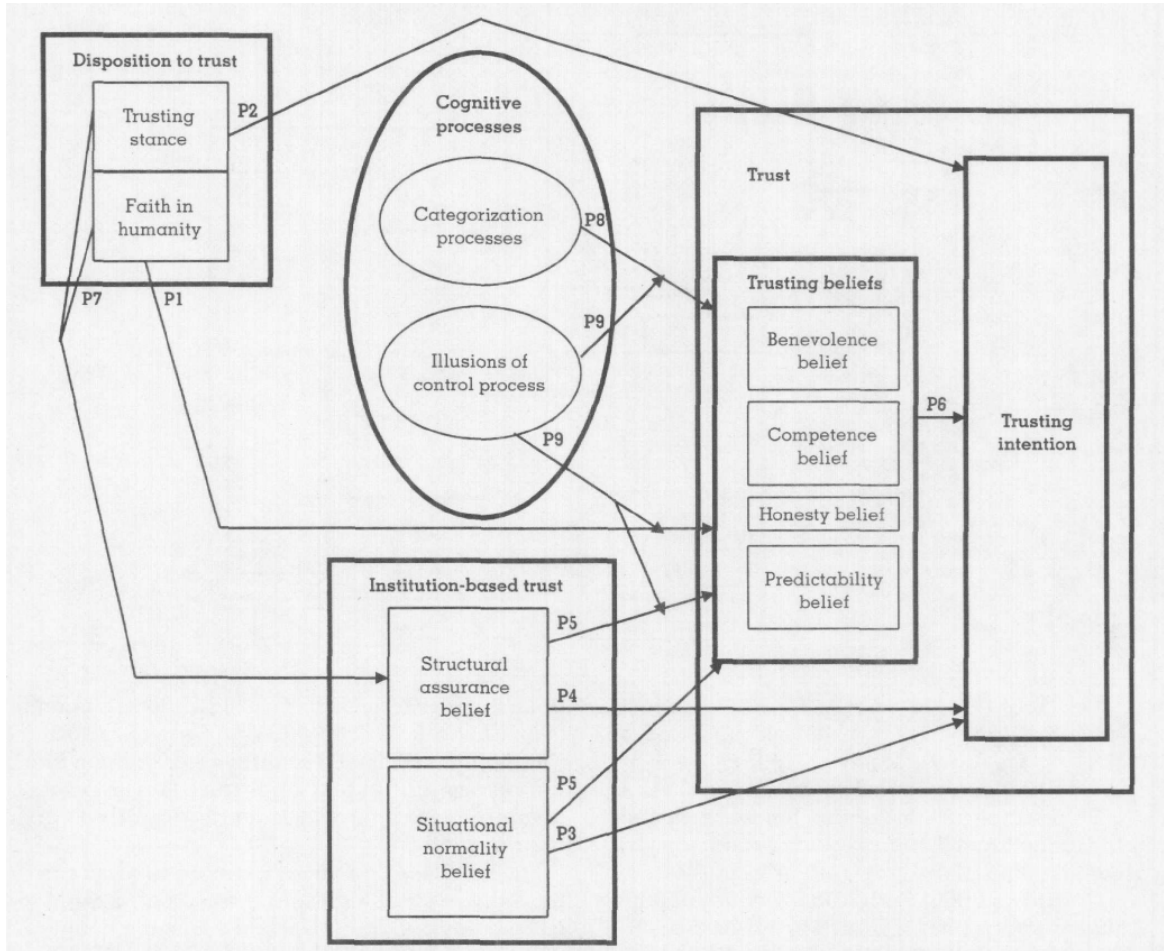 Disposition to trust
Trusting
stance
Faith in
humanity
P2
P7
P1
Cognitive
processes
Categorization
processes
P8
Illusions of
control process
P9
P9
Trust
Trusting beliefs
Benevolence
belief
Competence
belief
Honesty belief
Predictability
belief
P6
Trusting
intention
Institution-based trust
Structural
assurance
belief
P5
P4
Situational
normality
belief
P5
P3